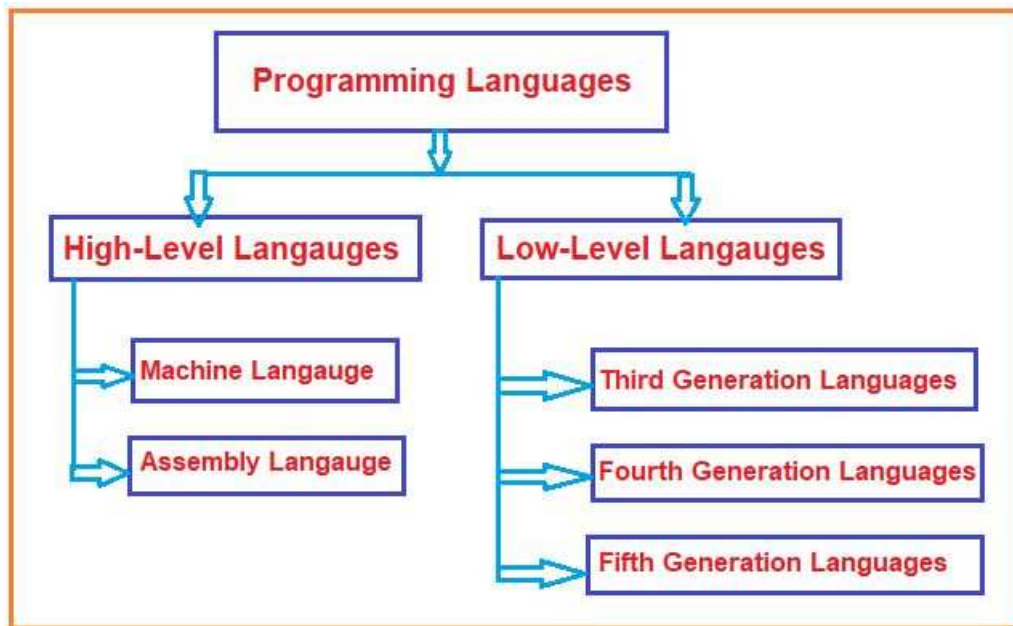 Programming Languages
High-Level Langauges
Low-Level Langauges
Machine Langauge
Assembly Langauge
Third Generation Languages
Fourth Generation Languages
Fifth Generation Languages